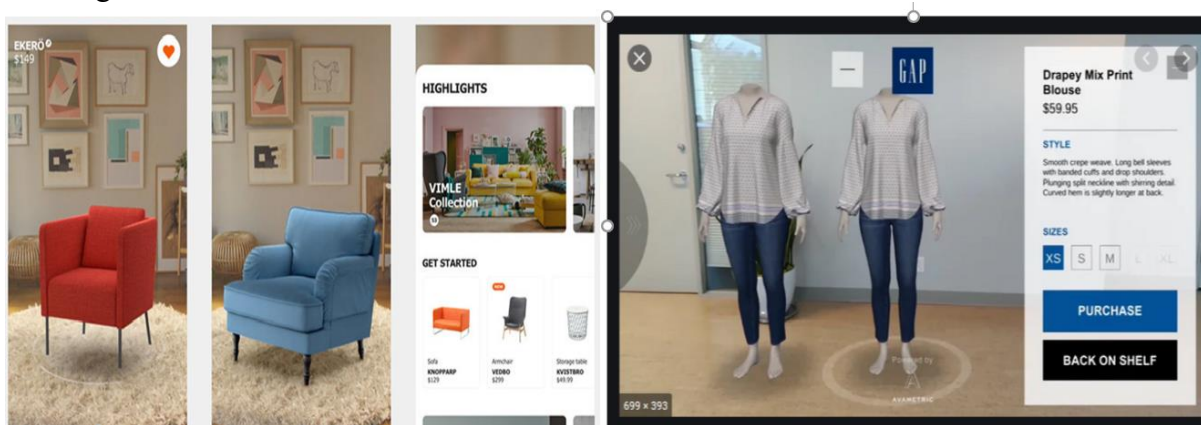 EKERÖ
$149
HIGHLIGHTS
VIMLE
Collection
GET STARTED
NEW
Sofa
KNOPPARP
$129
Armchair
VEDBO
$299
Storage table
KVISTBRO
$49.99
GAP
Drapey Mix Print
Blouse
$59.95
STYLE
Smooth crepe weave. Long bell sleeves
with banded cuffs and drop shoulders.
Plunging split neckline with shirring detail.
Curved hem is slightly longer at back.
SIZES
XS S M L XL
PURCHASE
BACK ON SHELF
Powered by
AVAMETRIC
699 × 393